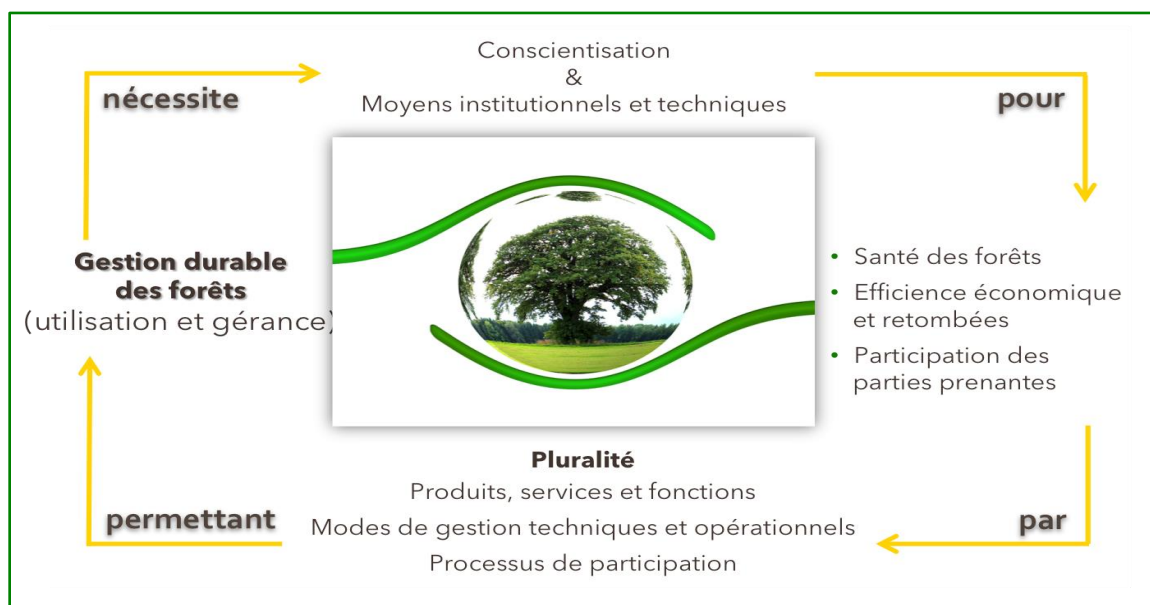 Conscientisation
&
Moyens institutionnels et techniques
nécessite
pour
Gestion durable
des forêts
(utilisation et gérance)
• Santé des forêts
• Efficience économique
et retombées
• Participation des
parties prenantes
Pluralité
Produits, services et fonctions
Modes de gestion techniques et opérationnels
Processus de participation
permettant
par